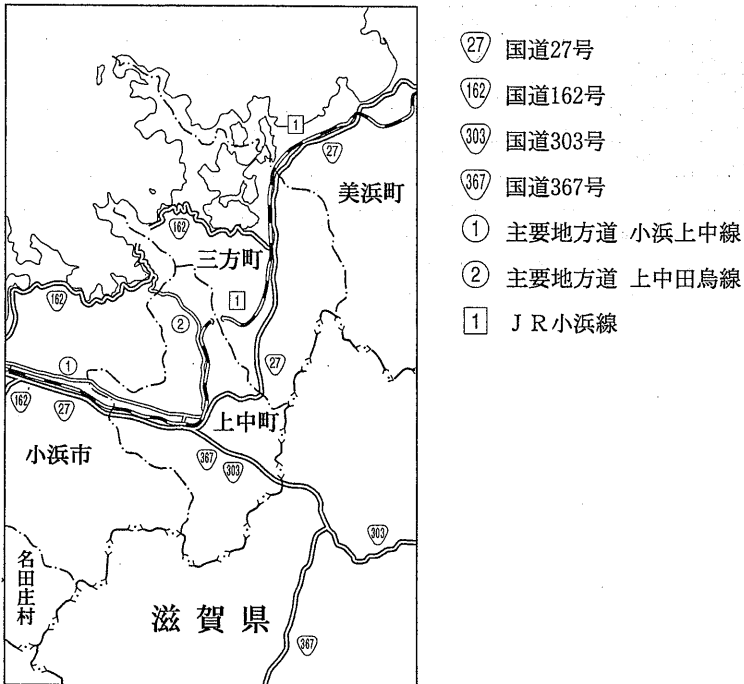 27 国道27号
162 国道162号
303 国道303号
367 国道367号
① 主要地方道 小浜上中線
② 主要地方道 上中田烏線
1 JR小浜線
1
27
美浜町
162
三方町
1
162
②
①
27
162
27
上中町
小浜市
367
303
303
名田庄村
滋賀県
367